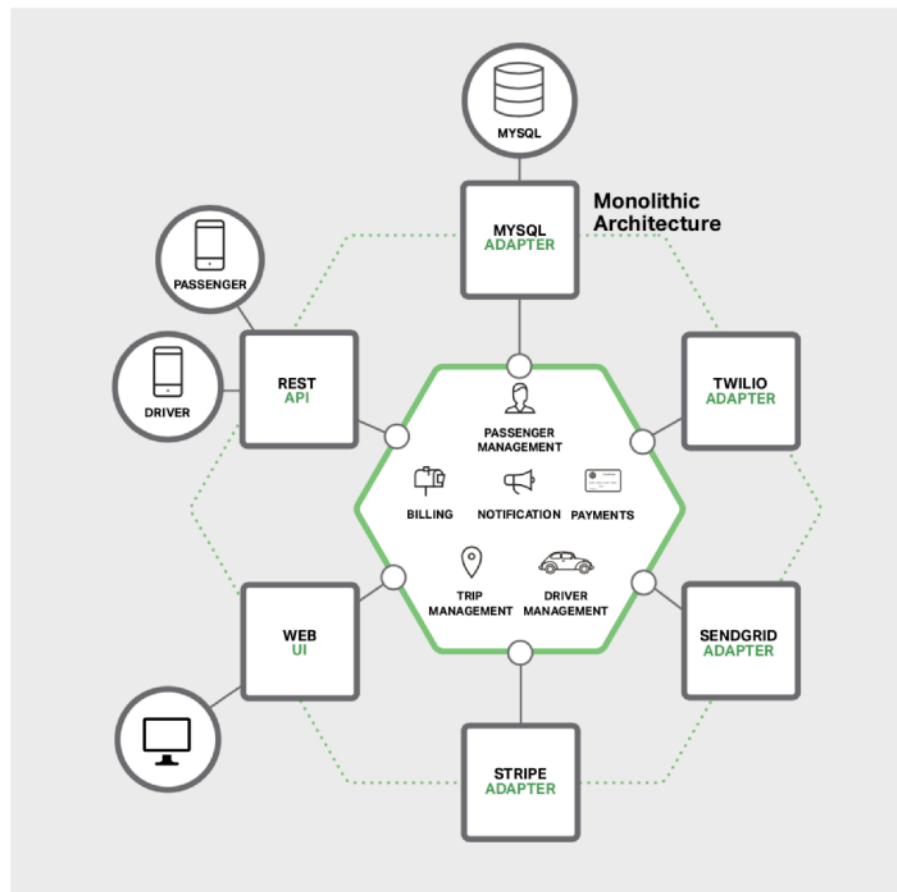 MYSQL
MYSQL
ADAPTER
Monolithic
Architecture
PASSENGER
DRIVER
REST
API
TWILIO
ADAPTER
PASSENGER
MANAGEMENT
BILLING
NOTIFICATION
PAYMENTS
TRIP
MANAGEMENT
DRIVER
MANAGEMENT
WEB
UI
SENDGRID
ADAPTER
STRIPE
ADAPTER